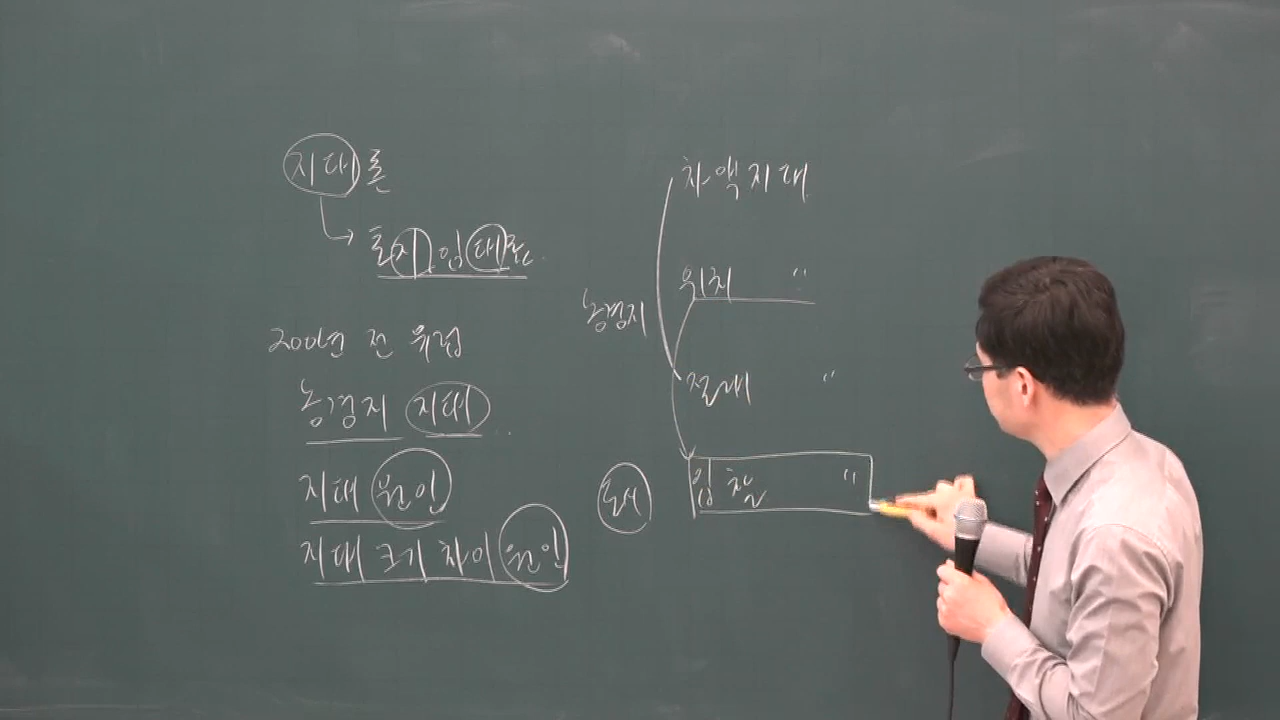 지대론
토지임대료
200년 전 유럽
농경지 지대
지대 원인
지대 크기 차이 원인
차액지대
위치 〃
농경지
절대 〃
도시
입찰 〃